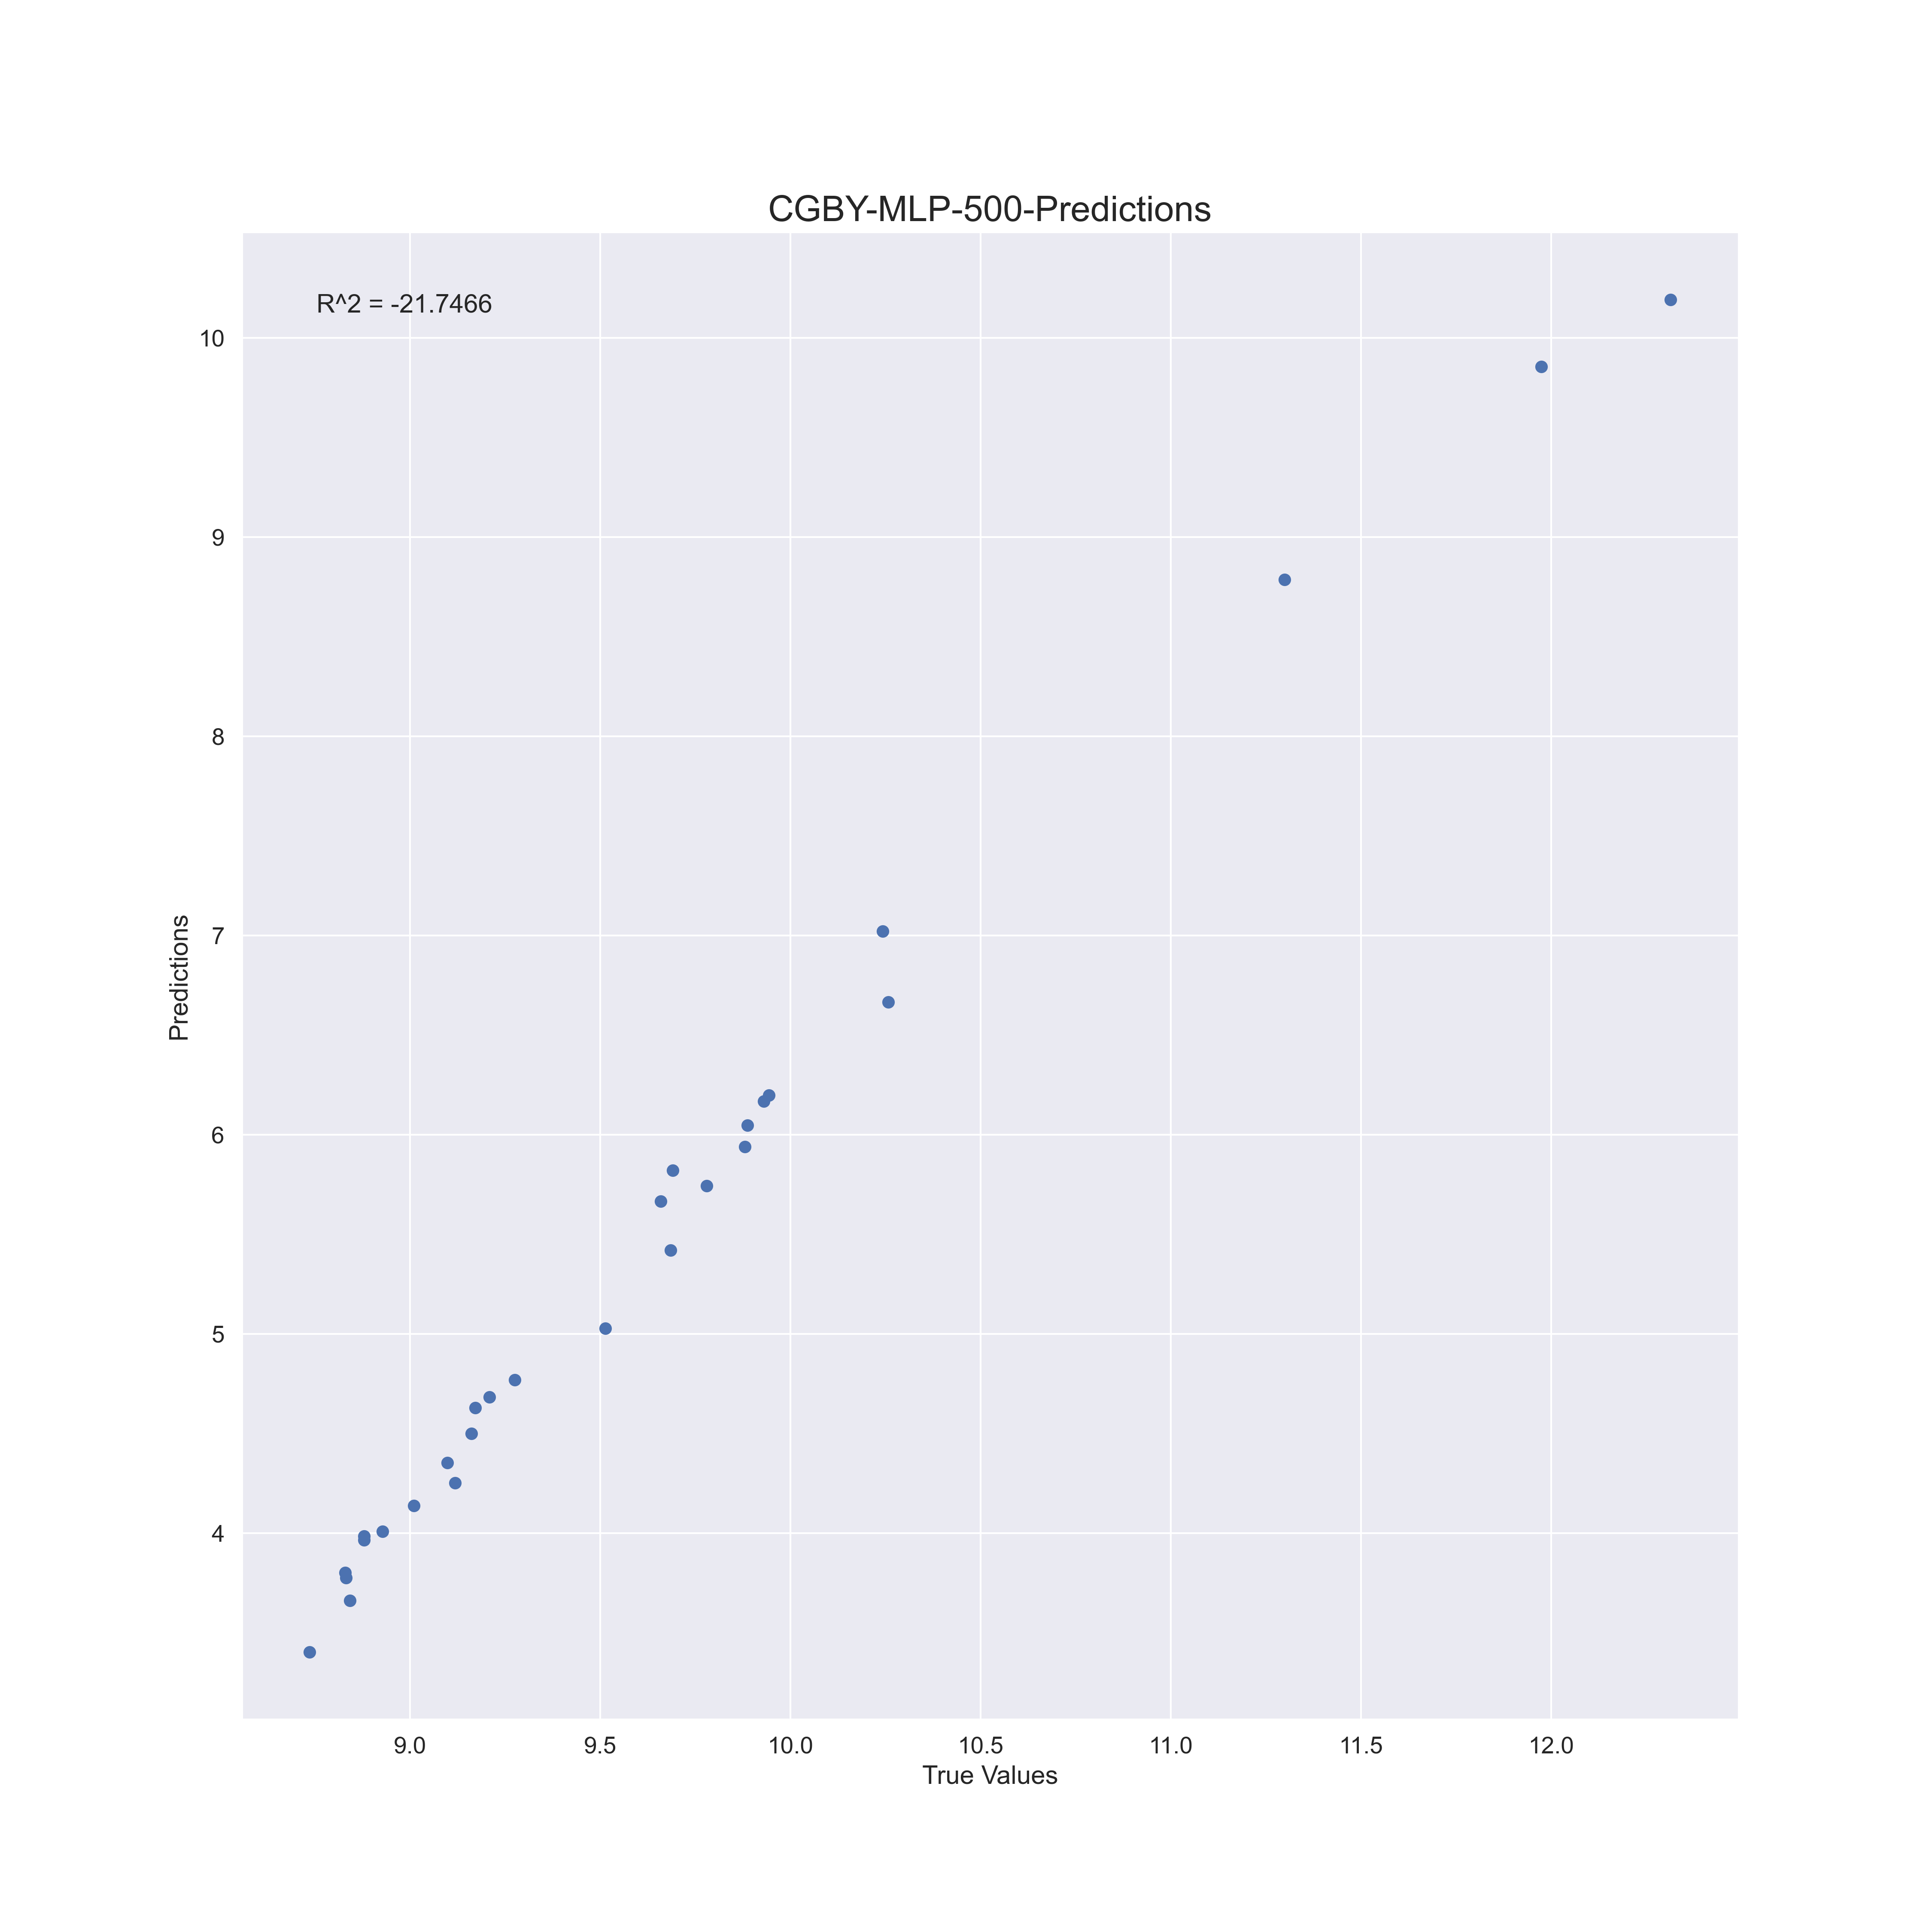 CGBY-MLP-500-Predictions
R^2 = -21.7466
10
9
8
7
6
5
4
Predictions
9.0 9.5 10.0 10.5 11.0 11.5 12.0
True Values